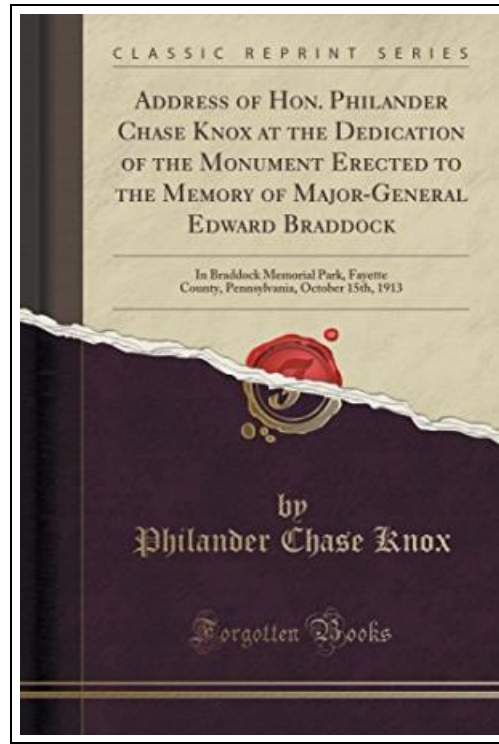 CLASSIC REPRINT SERIES
ADDRESS OF HON. PHILANDER
CHASE KNOX AT THE DEDICATION
OF THE MONUMENT ERECTED TO
THE MEMORY OF MAJOR-GENERAL
EDWARD BRADDOCK
In Braddock Memorial Park, Fayette
County, Pennsylvania, October 15th, 1913
by
Philander Chase Knox
Forgotten Books